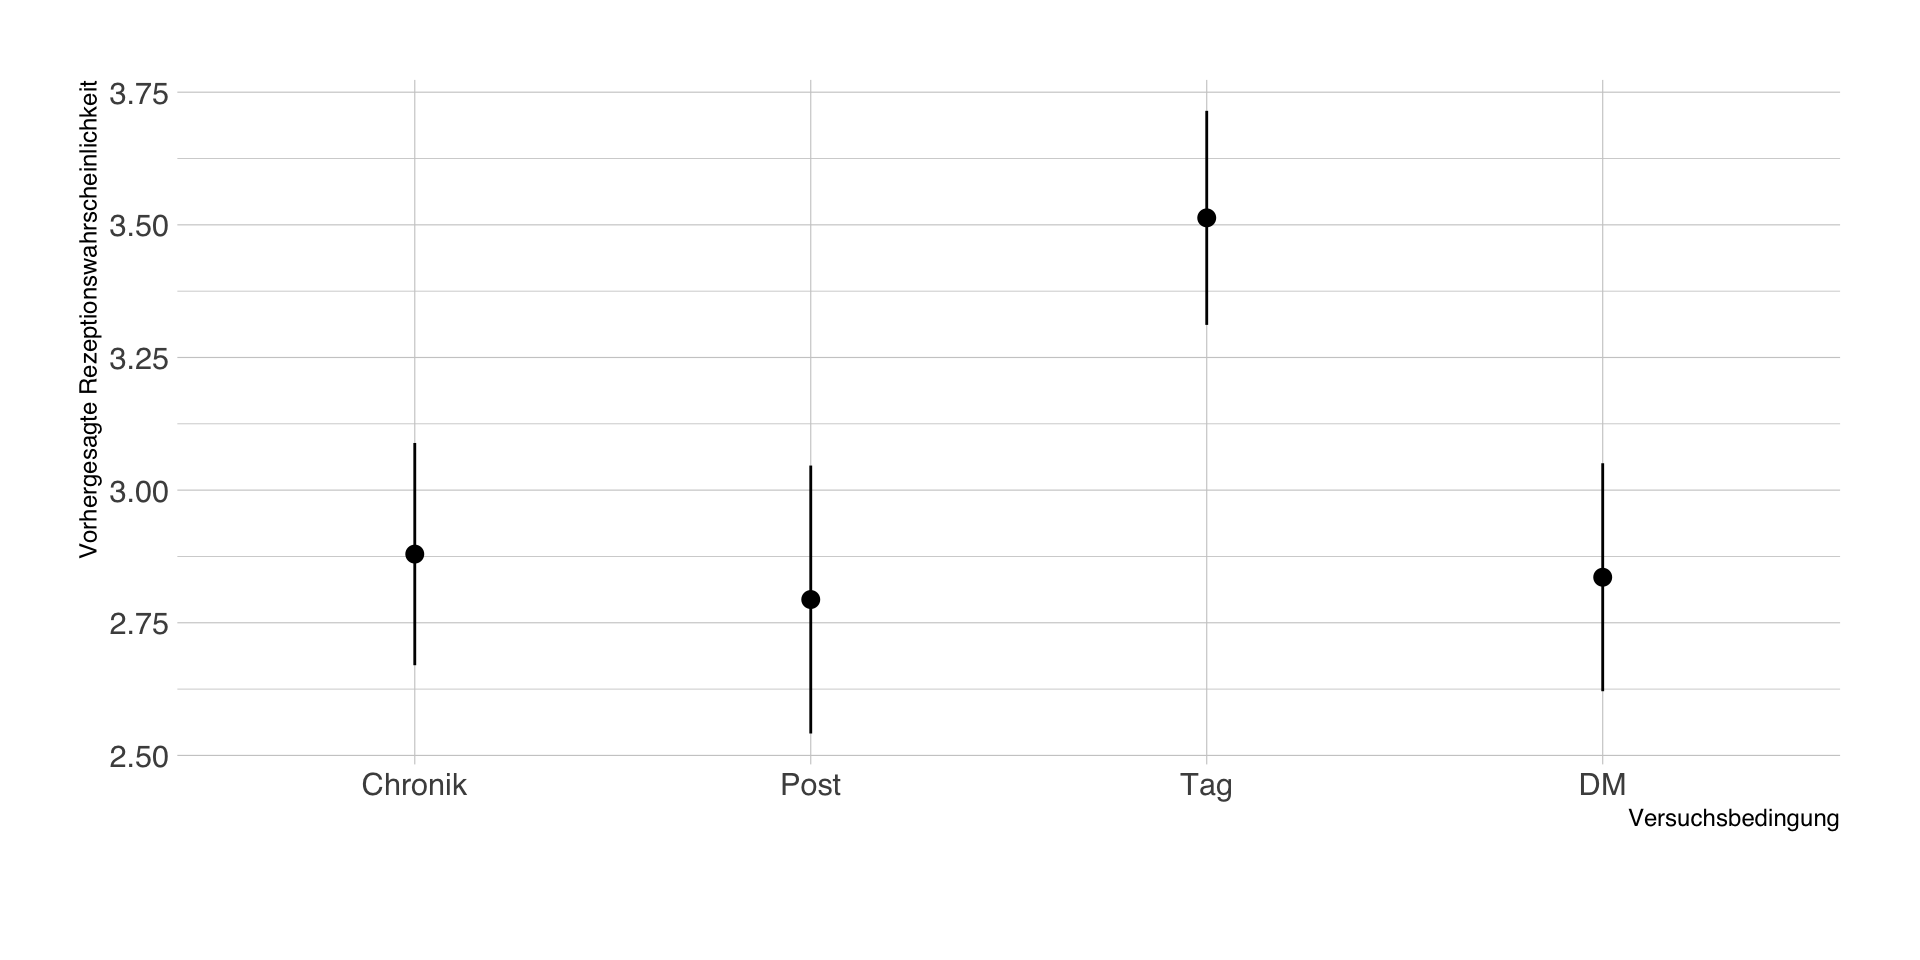 Vorhergesagte Rezeptionswahrscheinlichkeit
3.75
3.50
3.25
3.00
2.75
2.50
Chronik Post Tag DM
Versuchsbedingung